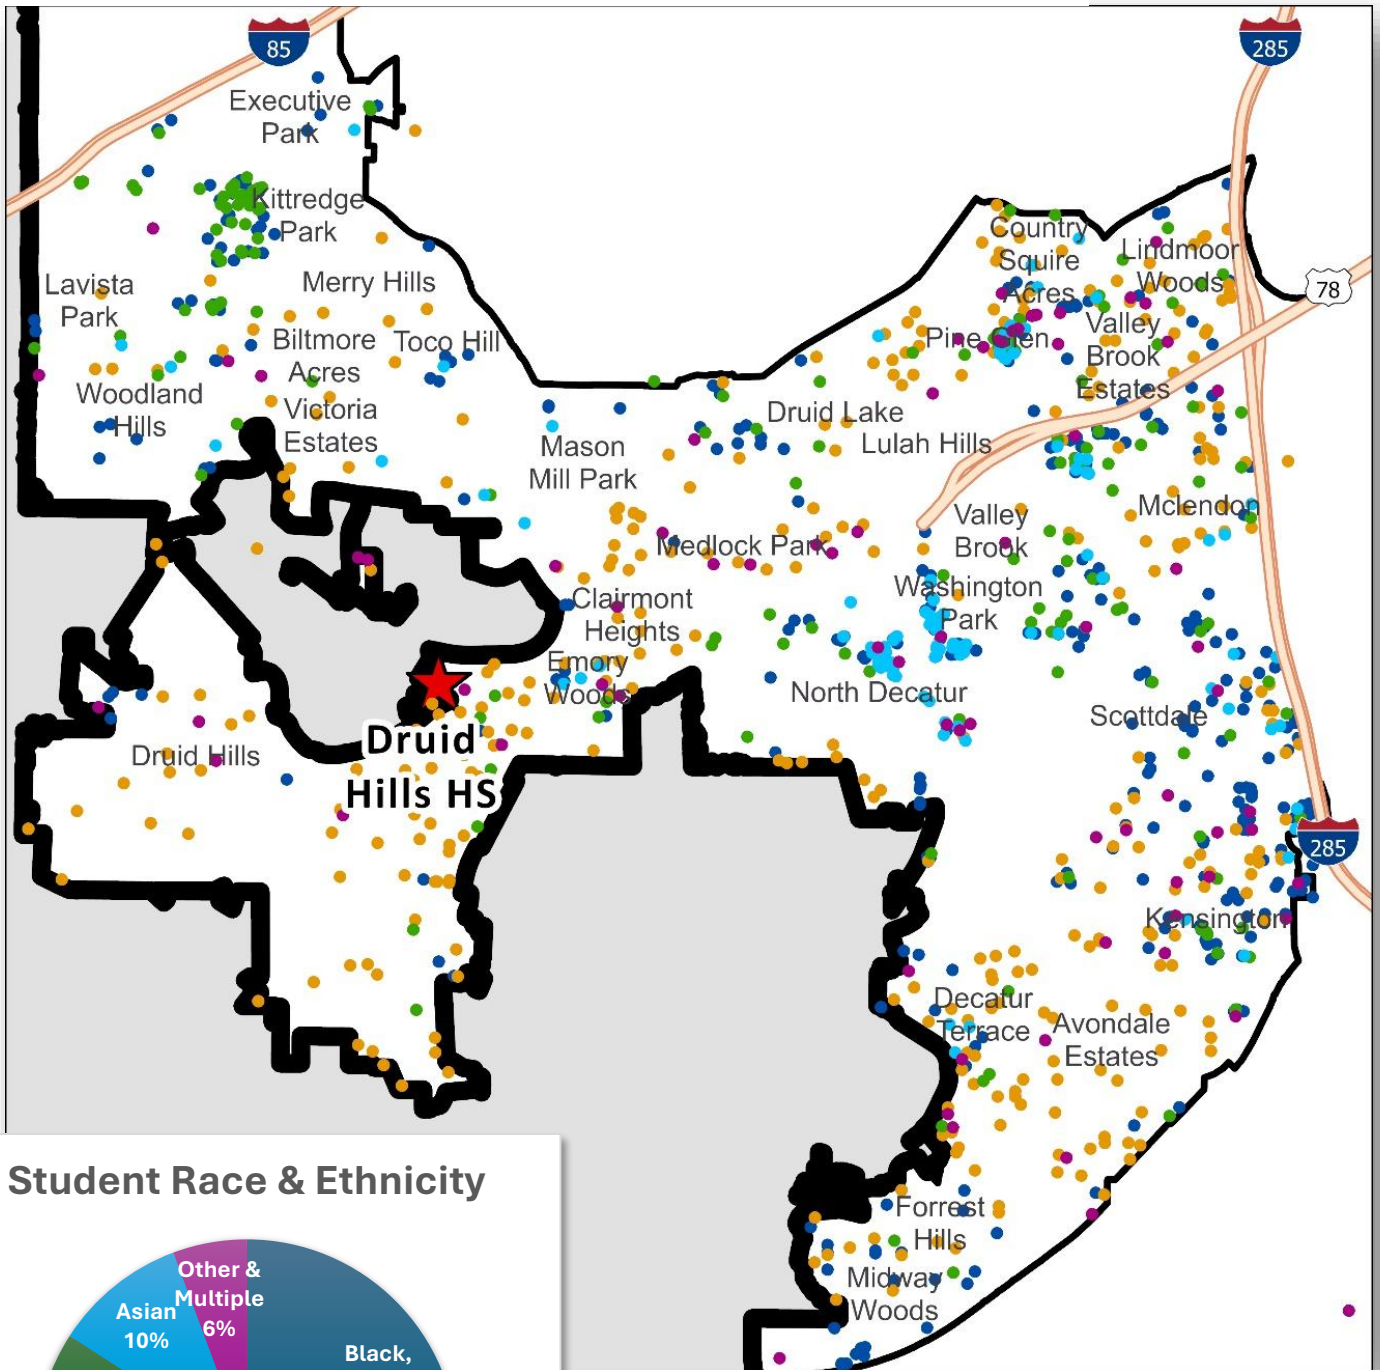 85
285
Executive
Park
Kittredge
Park
Country
Squire
Acres
Lindmoor
Woods
78
Lavista
Park
Merry Hills
Biltmore
Acres
Toco Hill
Pine Glen
Valley
Brook
Estates
Woodland
Hills
Victoria
Estates
Druid Lake
Mason
Mill Park
Lulah Hills
Mclendon
Valley
Brook
Medlock Park
Washington
Park
Clairmont
Heights
Emory
Woods
North Decatur
Scottdale
Druid Hills
Druid
Hills HS
285
Kensington
Decatur
Terrace
Avondale
Estates
Forrest
Hills
Midway
Woods
Student Race & Ethnicity
Other &
Multiple
6%
Asian
10%
Black,